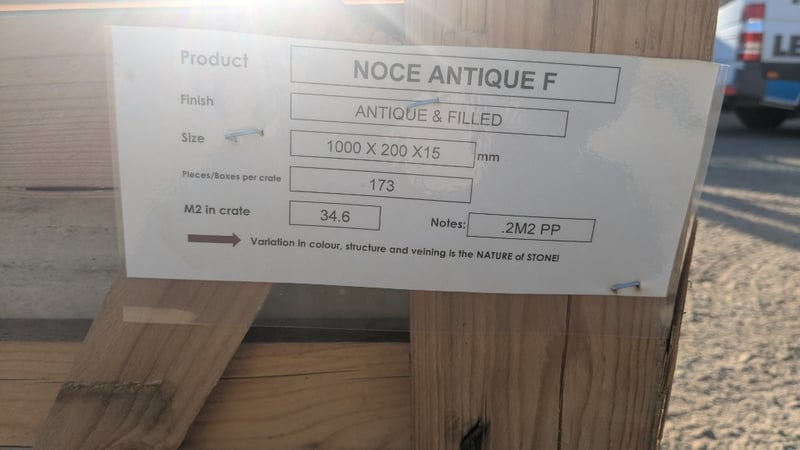 Product NOCE ANTIQUE F
Finish ANTIQUE & FILLED
Size 1000 X 200 X15 mm
Pieces/Boxes per crate 173
M2 in crate 34.6 Notes: .2M2 PP
Variation in colour, structure and veining is the NATURE of STONE!
LE